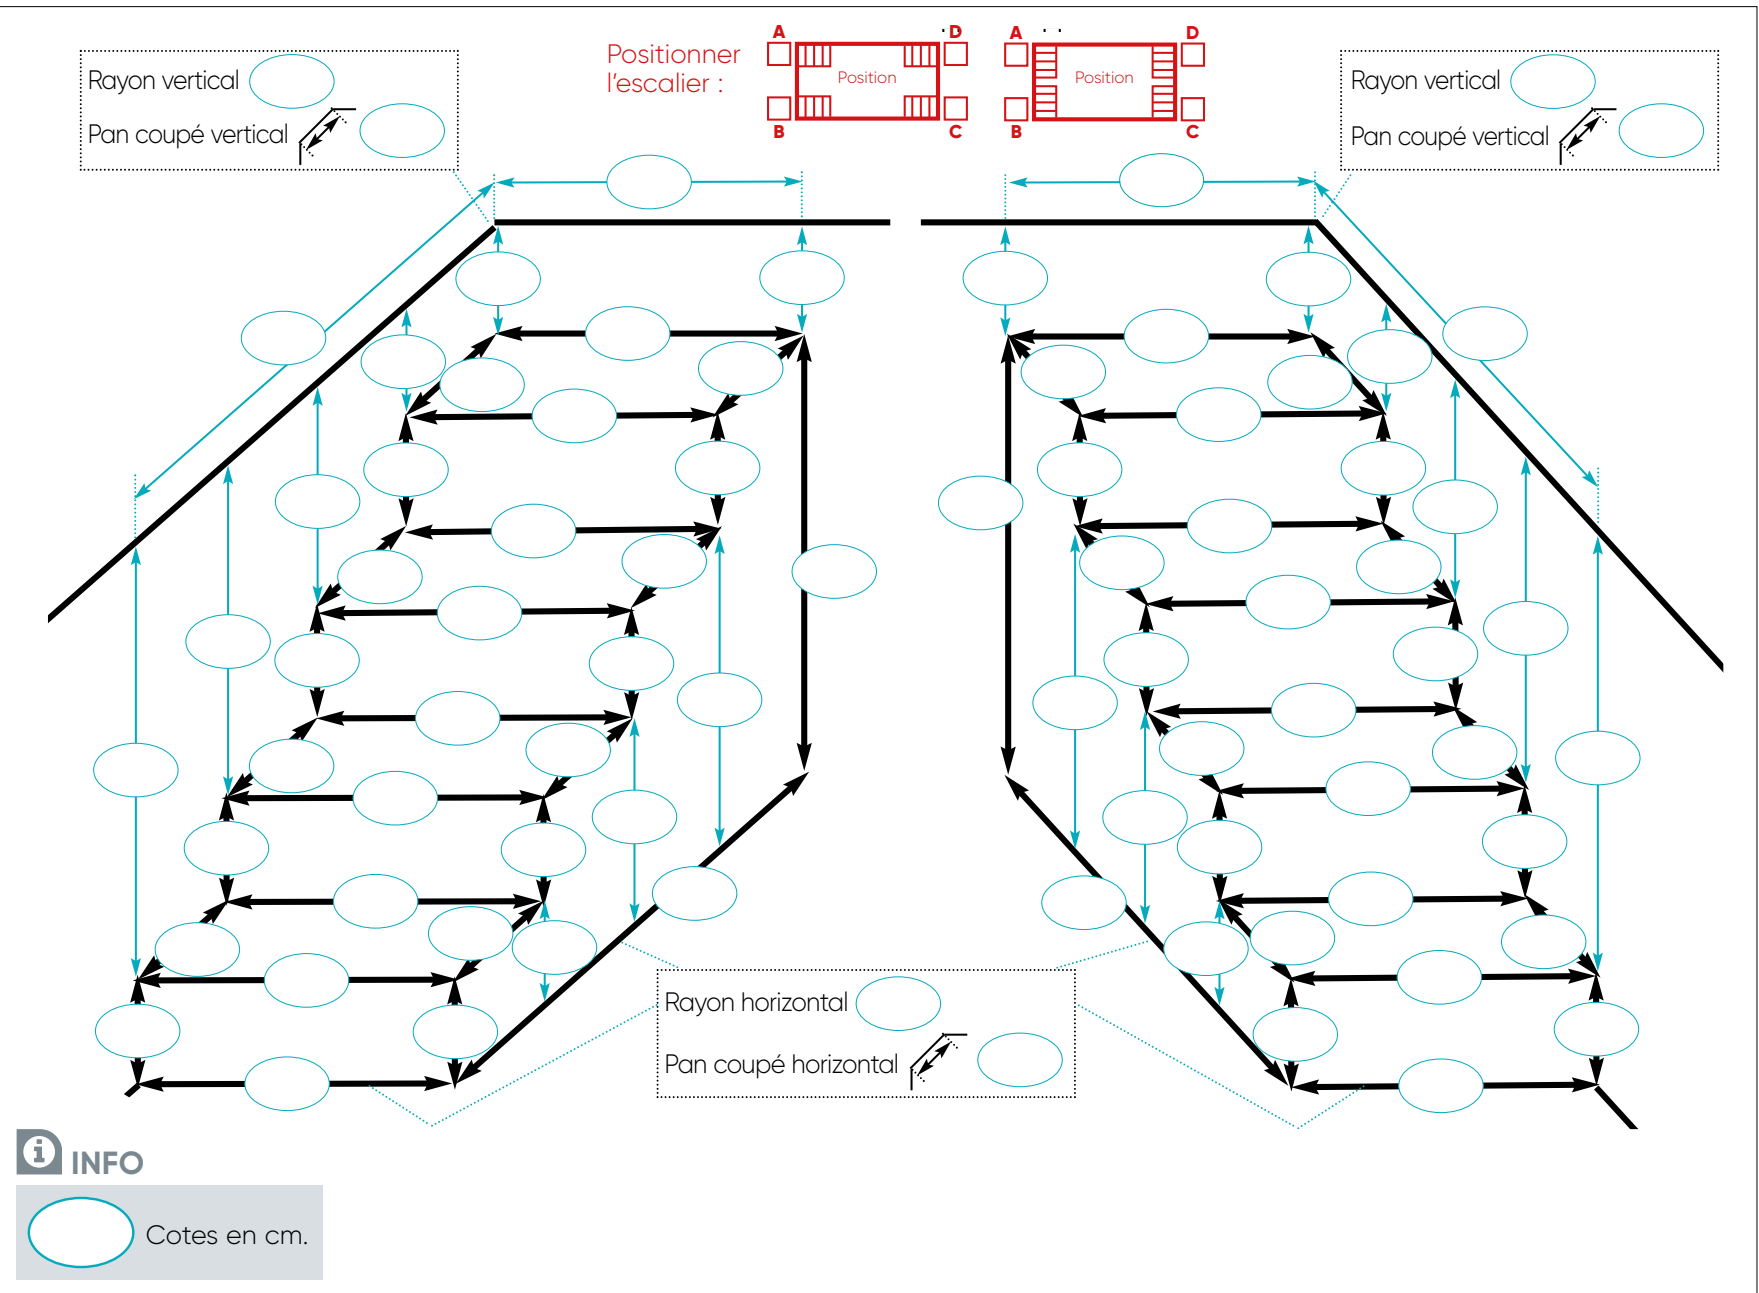 Positionner
l'escalier :
A
D
Position
B
C
A
D
Position
B
C
Rayon vertical
Pan coupé vertical
Rayon vertical
Pan coupé vertical
Rayon horizontal
Pan coupé horizontal
i INFO
Cotes en cm.